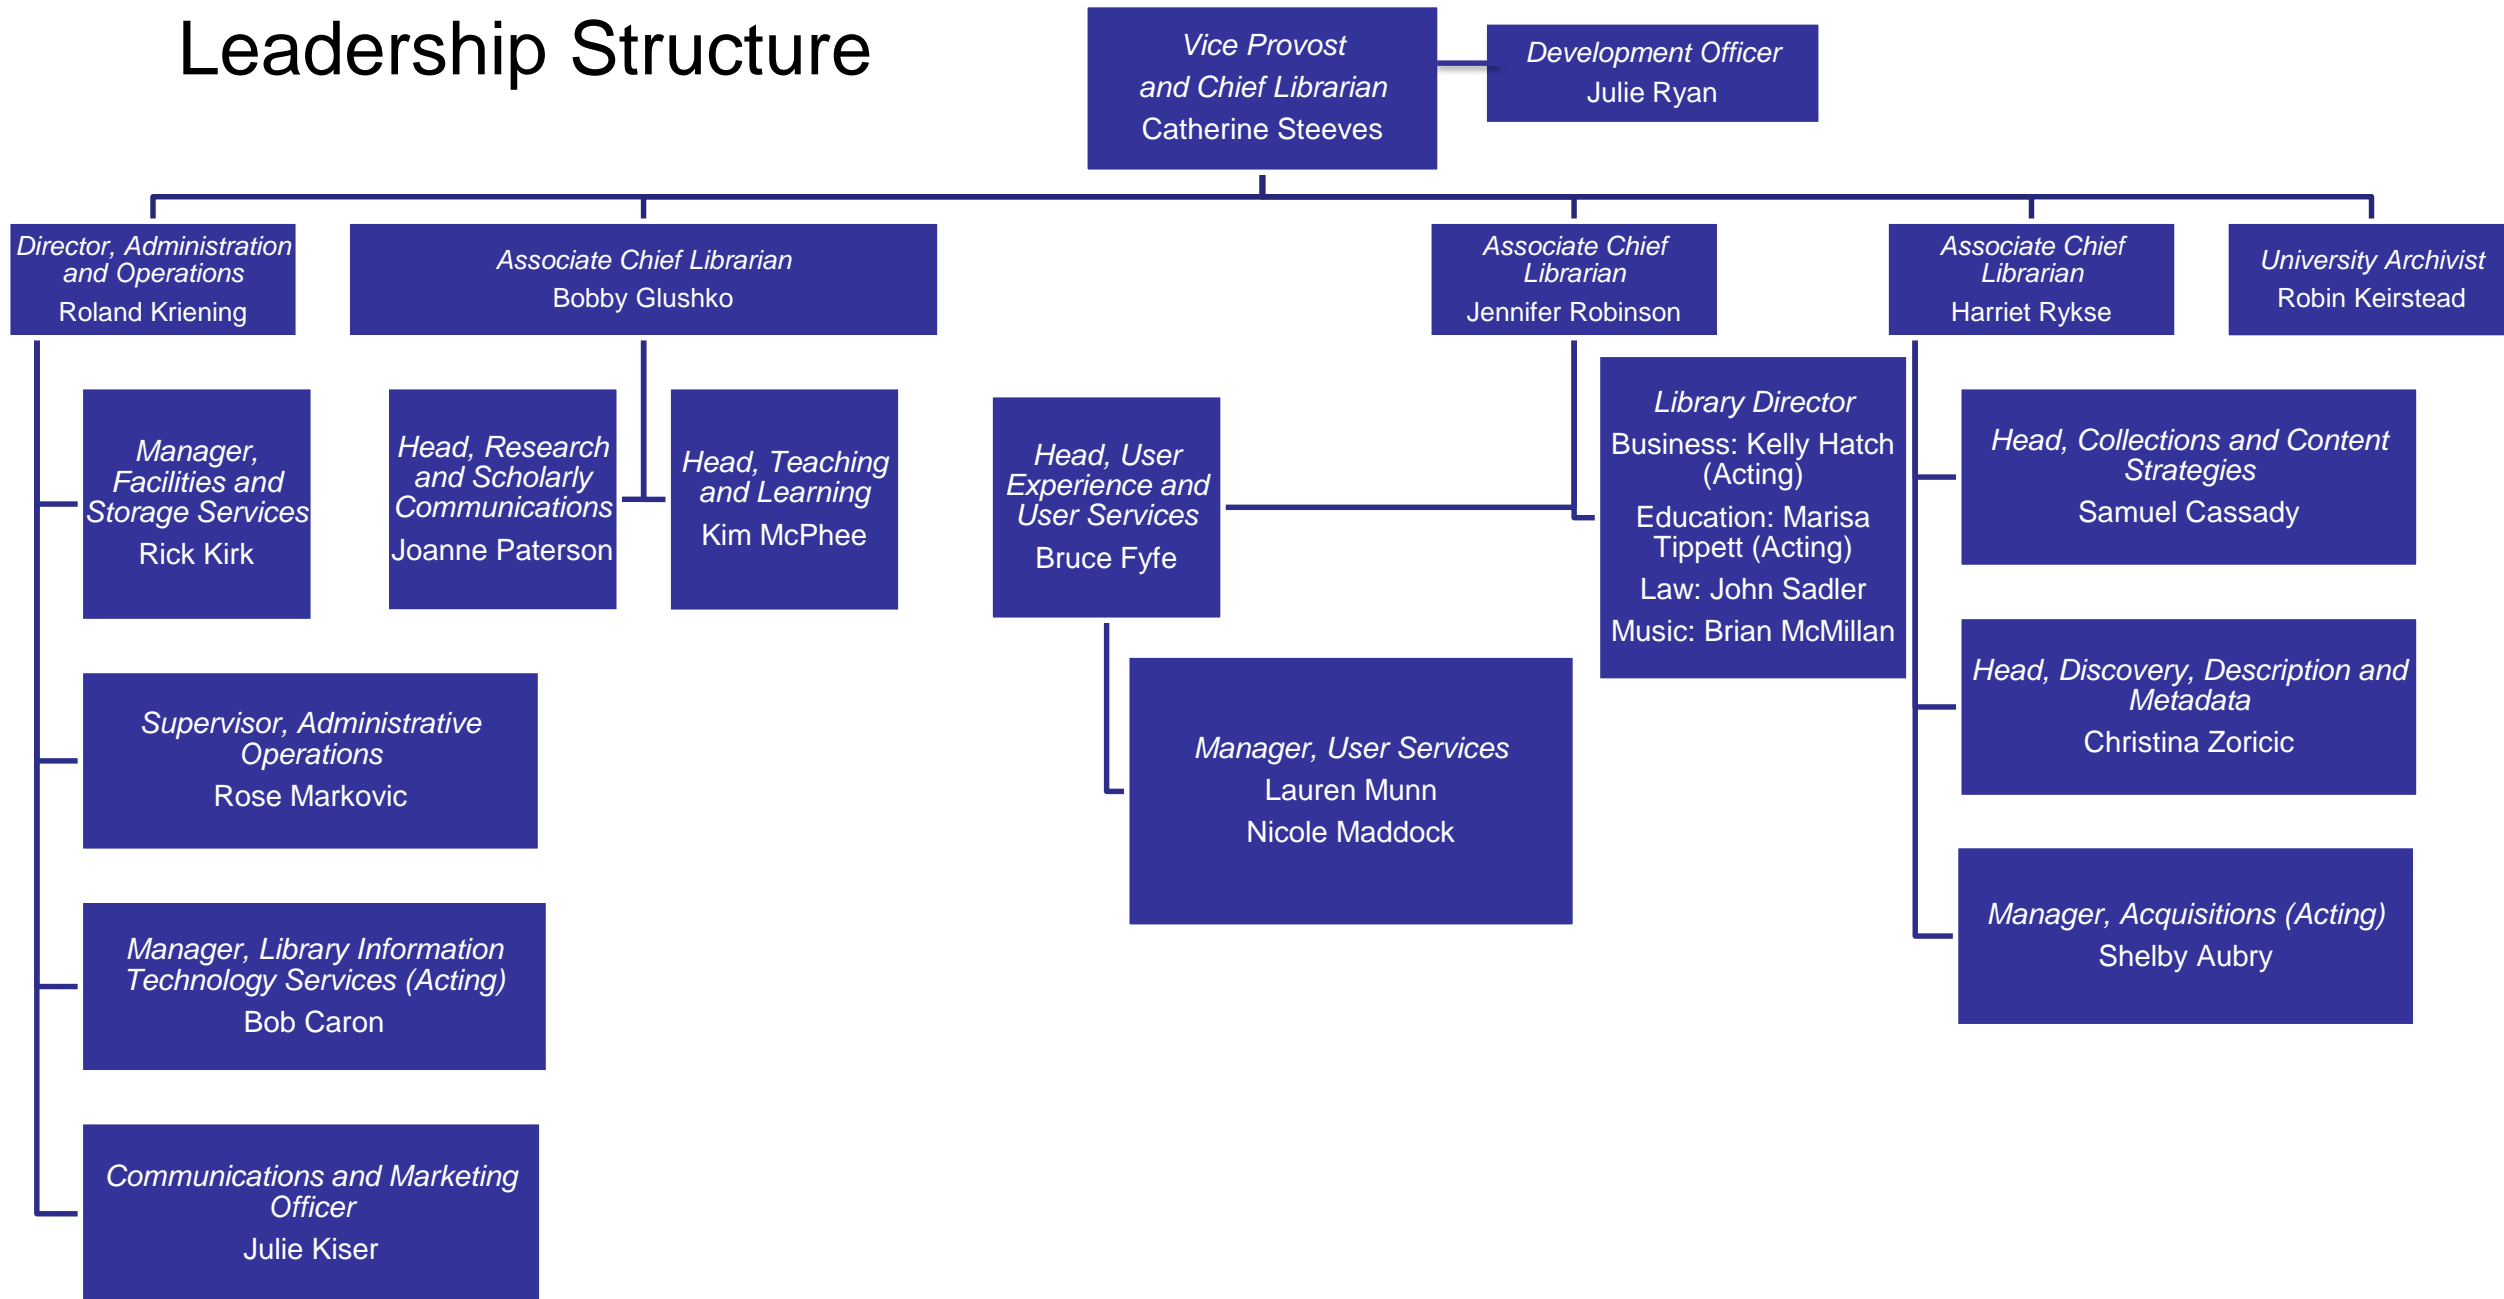 Leadership Structure
Vice Provost
and Chief Librarian
Catherine Steeves
Development Officer
Julie Ryan
Director, Administration
and Operations
Roland Kriening
Associate Chief Librarian
Bobby Glushko
Associate Chief
Librarian
Jennifer Robinson
Associate Chief
Librarian
Harriet Rykse
University Archivist
Robin Keirstead
Manager,
Facilities and
Storage Services
Rick Kirk
Head, Research
and Scholarly
Communications
Joanne Paterson
Head, Teaching
and Learning
Kim McPhee
Head, User
Experience and
User Services
Bruce Fyfe
Library Director
Business: Kelly Hatch
(Acting)
Education: Marisa
Tippett (Acting)
Law: John Sadler
Music: Brian McMillan
Head, Collections and Content
Strategies
Samuel Cassady
Supervisor, Administrative
Operations
Rose Markovic
Manager, User Services
Lauren Munn
Nicole Maddock
Head, Discovery, Description and
Metadata
Christina Zoricic
Manager, Library Information
Technology Services (Acting)
Bob Caron
Manager, Acquisitions (Acting)
Shelby Aubry
Communications and Marketing
Officer
Julie Kiser